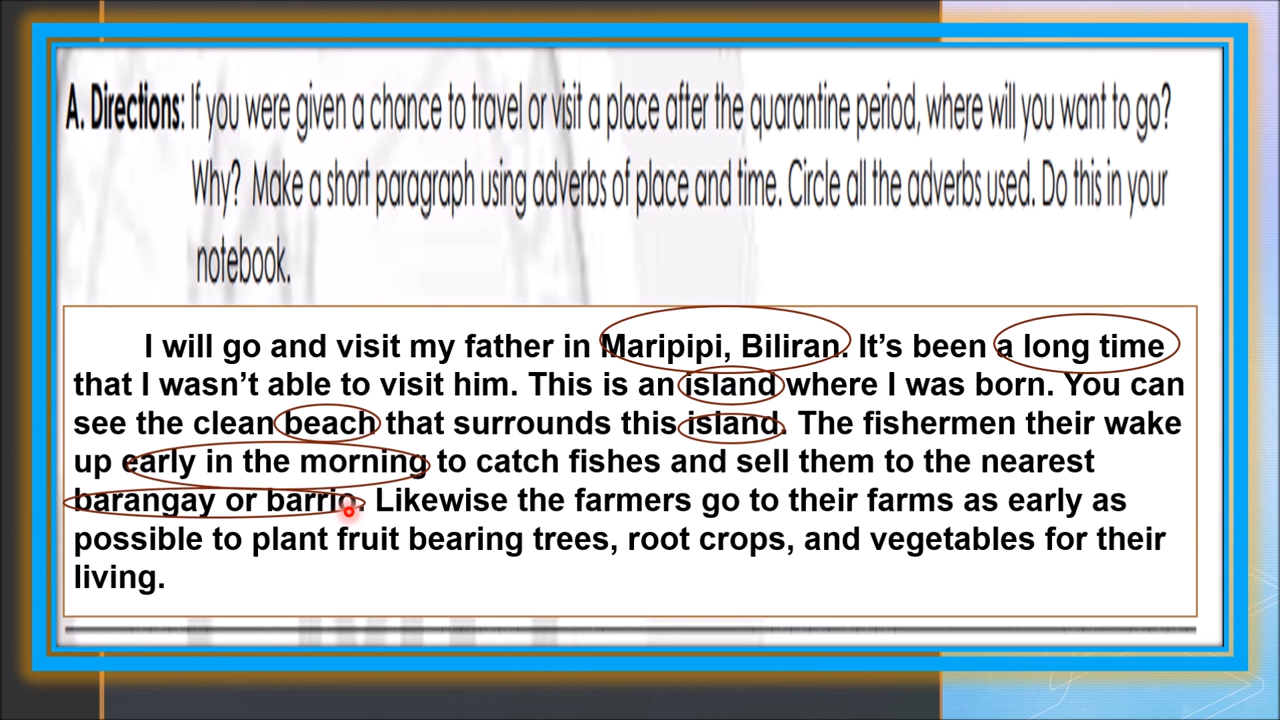 A. Directions: If you were given a chance to travel or visit a place after the quarantine period, where will you want to go?
Why? Make a short paragraph using adverbs of place and time. Circle all the adverbs used. Do this in your
notebook.
I will go and visit my father in Maripipi, Biliran. It's been a long time
that I wasn't able to visit him. This is an island where I was born. You can
see the clean beach that surrounds this island. The fishermen their wake
up early in the morning to catch fishes and sell them to the nearest
barangay or barrio. Likewise the farmers go to their farms as early as
possible to plant fruit bearing trees, root crops, and vegetables for their
living.